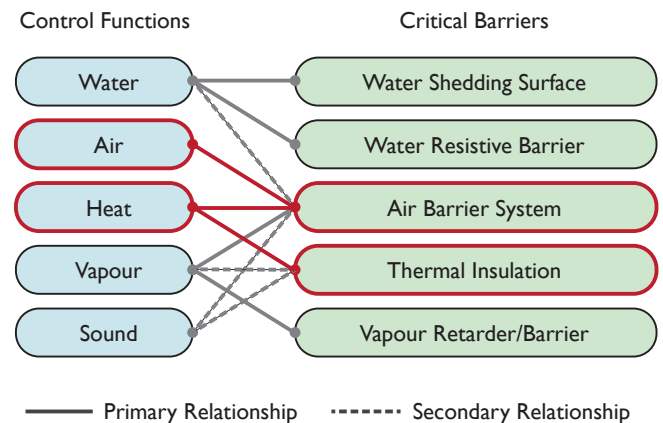 Control Functions
Critical Barriers
Water
Water Shedding Surface
Air
Water Resistive Barrier
Heat
Air Barrier System
Vapour
Thermal Insulation
Sound
Vapour Retarder/Barrier
Primary Relationship
Secondary Relationship